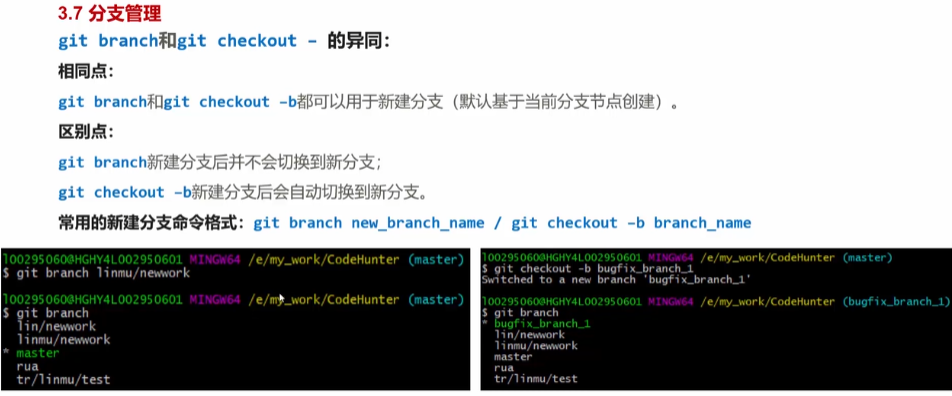 3.7 分支管理
git branch和git checkout – 的异同：
相同点：
git branch和git checkout –b都可以用于新建分支（默认基于当前分支节点创建）。
区别点：
git branch新建分支后并不会切换到新分支；
git checkout –b新建分支后会自动切换到新分支。
常用的新建分支命令格式：git branch new_branch_name / git checkout –b branch_name
l00295060@HGHY4L002950601 MINGW64 /e/my_work/CodeHunter (master)
$ git branch linmu/newwork
l00295060@HGHY4L002950601 MINGW64 /e/my_work/CodeHunter (master)
$ git branch
lin/newwork
linmu/newwork
* master
rua
tr/linmu/test
l00295060@HGHY4L002950601 MINGW64 /e/my_work/CodeHunter (master)
$ git checkout -b bugfix_branch_1
Switched to a new branch 'bugfix_branch_1'
l00295060@HGHY4L002950601 MINGW64 /e/my_work/CodeHunter (bugfix_branch_1)
$ git branch
* bugfix_branch_1
lin/newwork
linmu/newwork
master
rua
tr/linmu/test